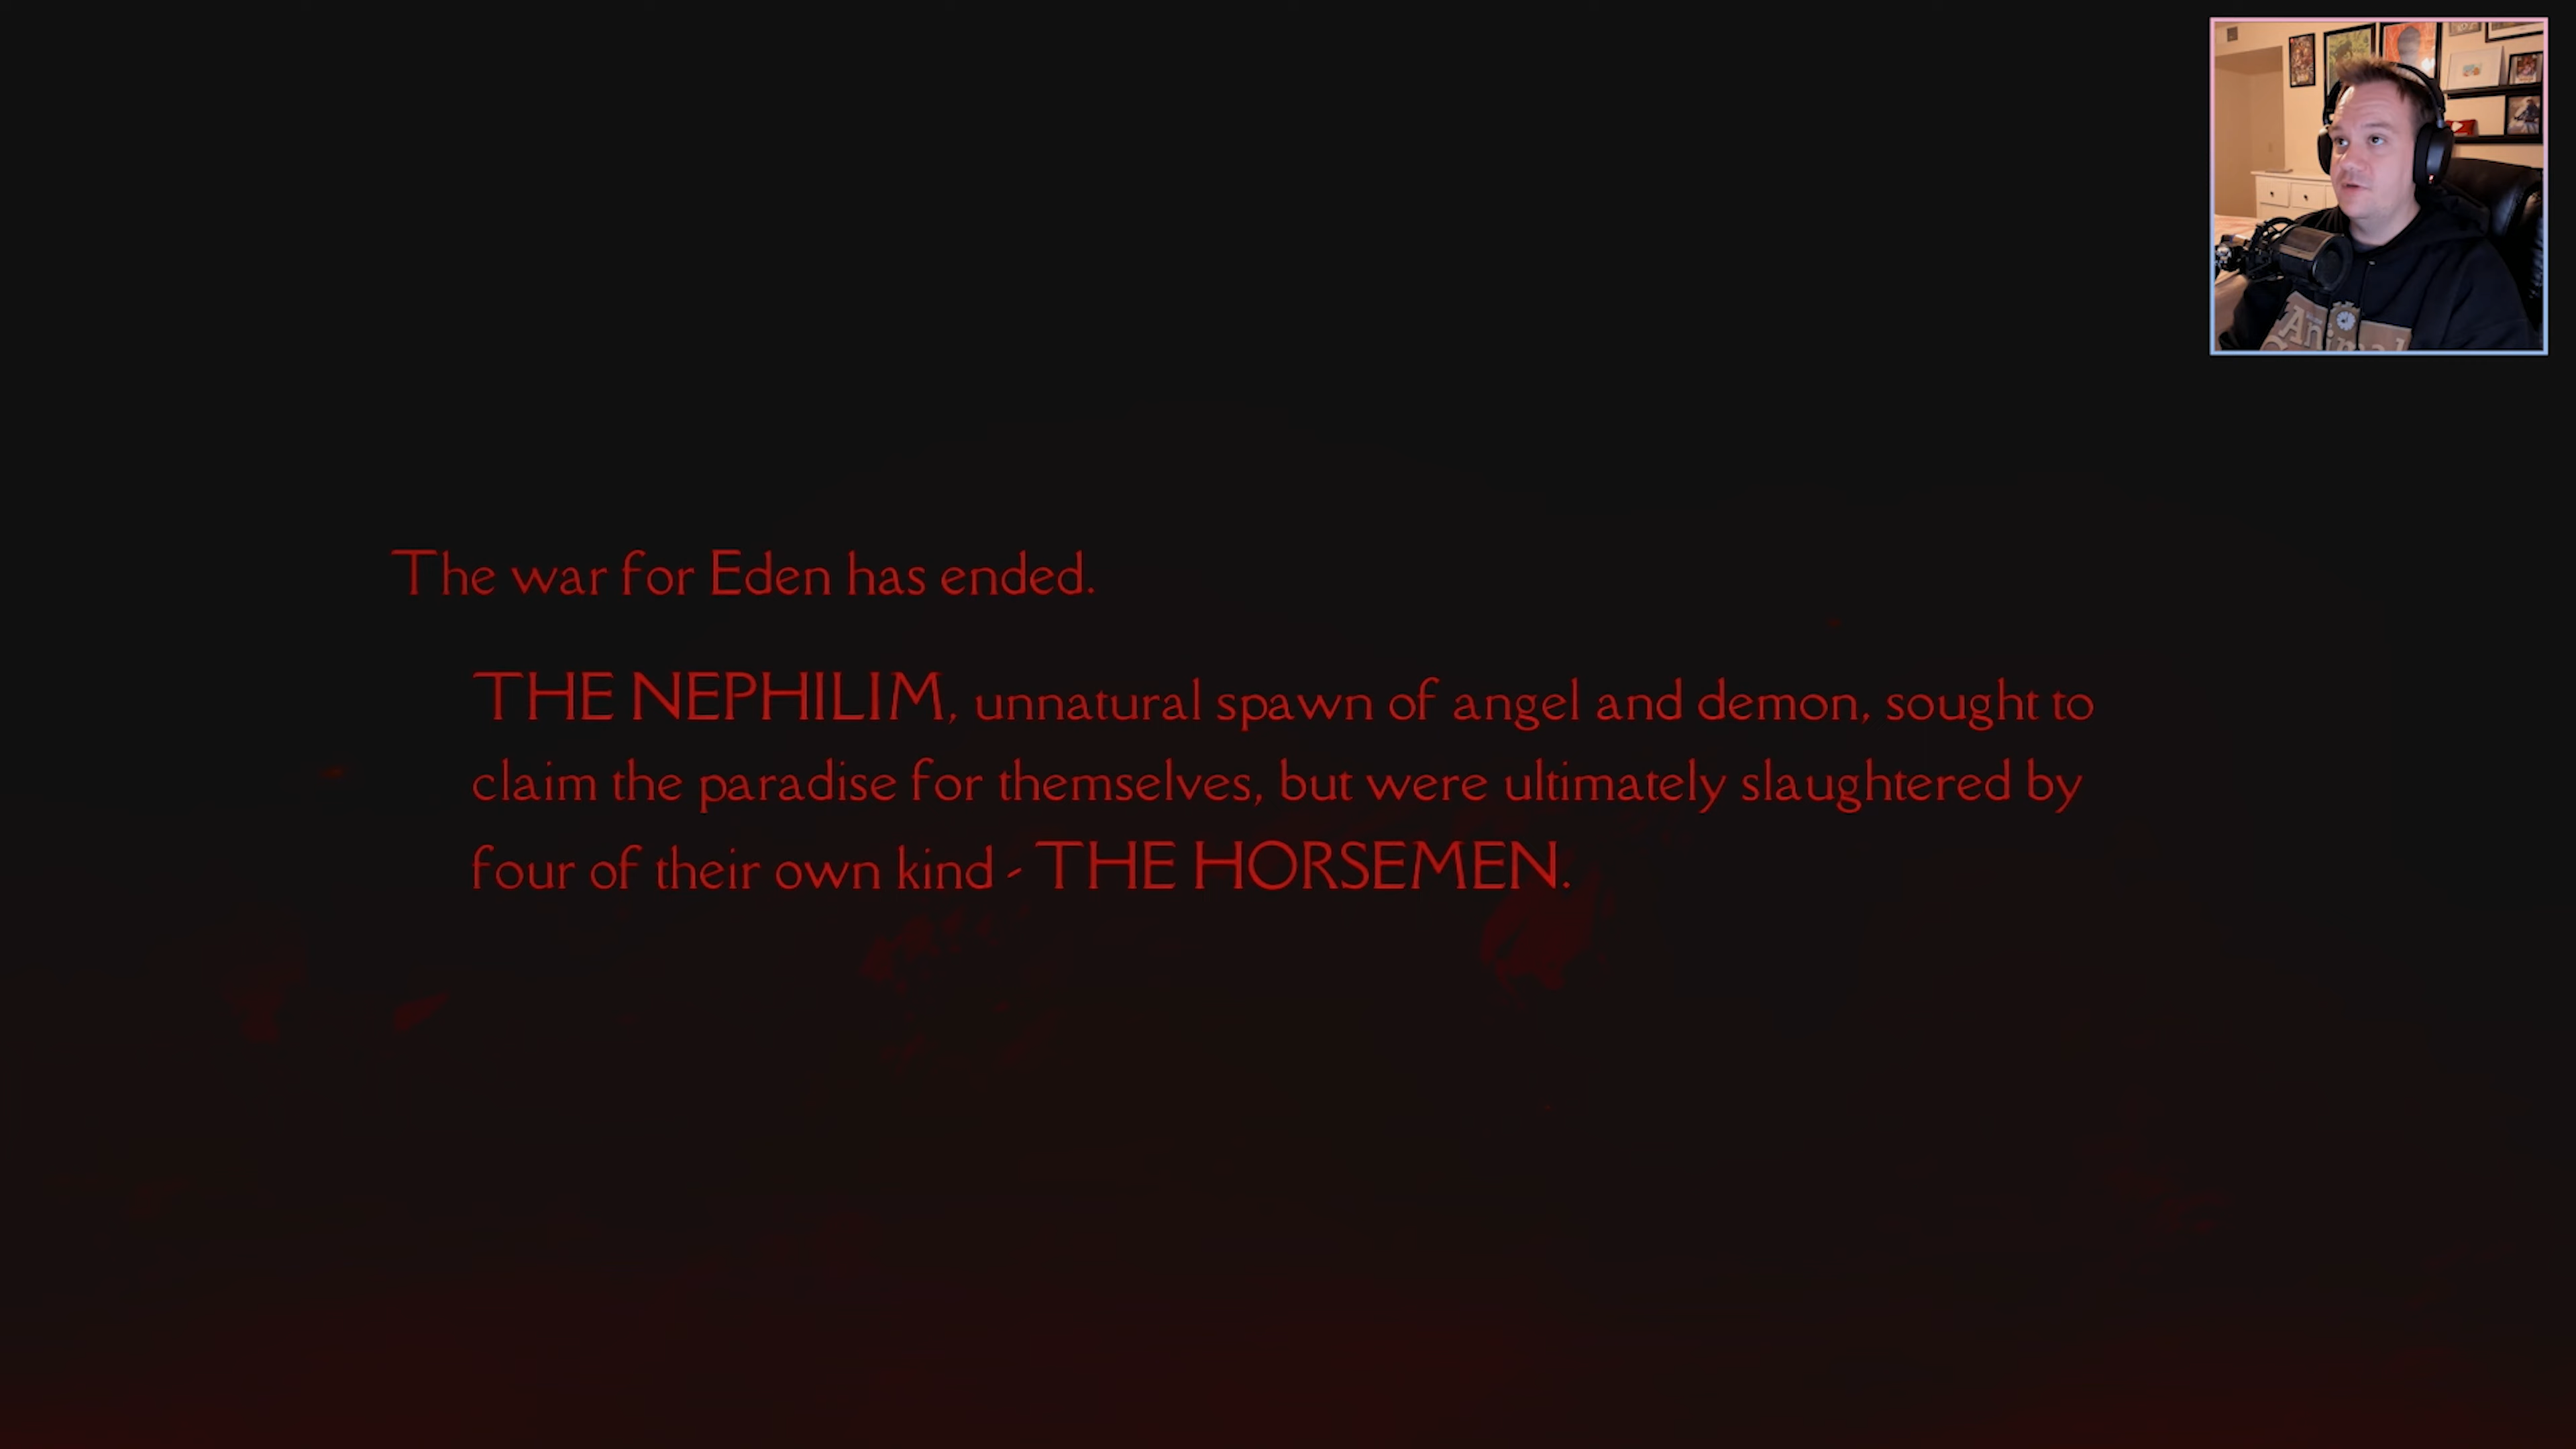 The war for Eden has ended.
THE NEPHILIM, unnatural spawn of angel and demon, sought to
claim the paradise for themselves, but were ultimately slaughtered by
four of their own kind - THE HORSEMEN.
Animal